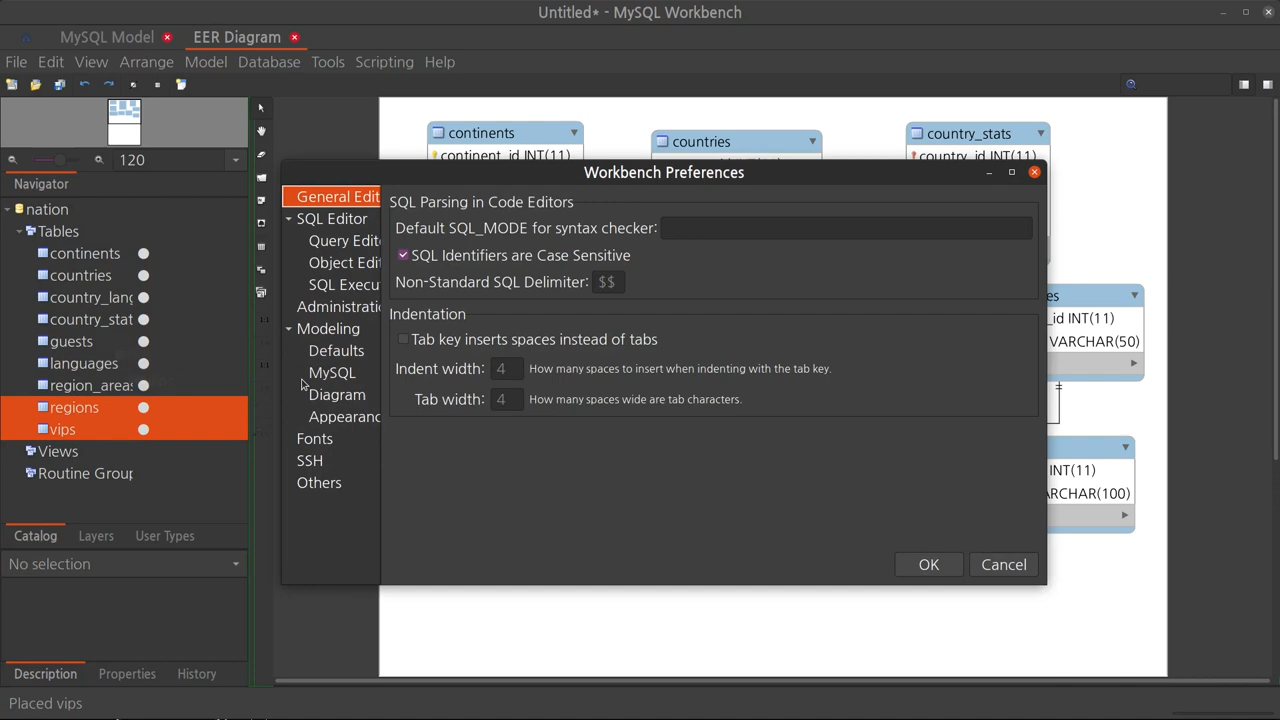 Untitled* - MySQL Workbench
MySQL Model
EER Diagram
File Edit View Arrange Model Database Tools Scripting Help
120
Navigator
nation
Tables
continents
countries
country_lang
country_stat
guests
languages
region_areas
regions
vips
Views
Routine Group
Catalog Layers User Types
No selection
Description Properties History
Placed vips
continents
continent_id INT(11)
countries
country_stats
country_id INT(11)
es
_id INT(11)
VARCHAR(50)
INT(11)
ARCHAR(100)
Workbench Preferences
General Edit
SQL Editor
Query Edito
Object Edit
SQL Execu
Administratio
Modeling
Defaults
MySQL
Diagram
Appearanc
Fonts
SSH
Others
SQL Parsing in Code Editors
Default SQL_MODE for syntax checker:
SQL Identifiers are Case Sensitive
Non-Standard SQL Delimiter: $$
Indentation
Tab key inserts spaces instead of tabs
Indent width: 4 How many spaces to insert when indenting with the tab key.
Tab width: 4 How many spaces wide are tab characters.
OK Cancel